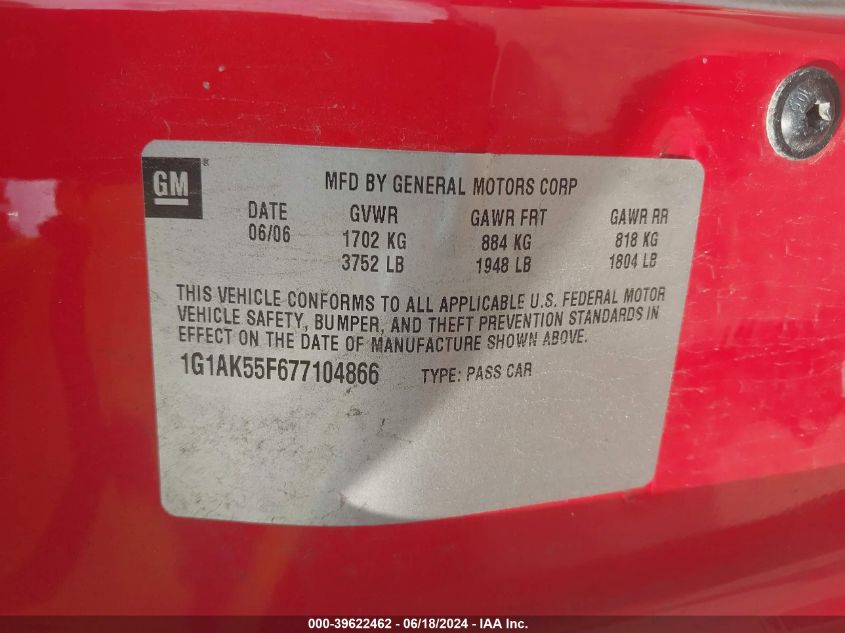 GM
MFD BY GENERAL MOTORS CORP
DATE GVWR GAWR FRT GAWR RR
06/06 1702 KG 884 KG 818 KG
3752 LB 1948 LB 1804 LB
THIS VEHICLE CONFORMS TO ALL APPLICABLE U.S. FEDERAL MOTOR
VEHICLE SAFETY, BUMPER, AND THEFT PREVENTION STANDARDS IN
EFFECT ON THE DATE OF MANUFACTURE SHOWN ABOVE.
1G1AK55F677104866 TYPE: PASS CAR
000-39622462 - 06/18/2024 - IAA Inc.